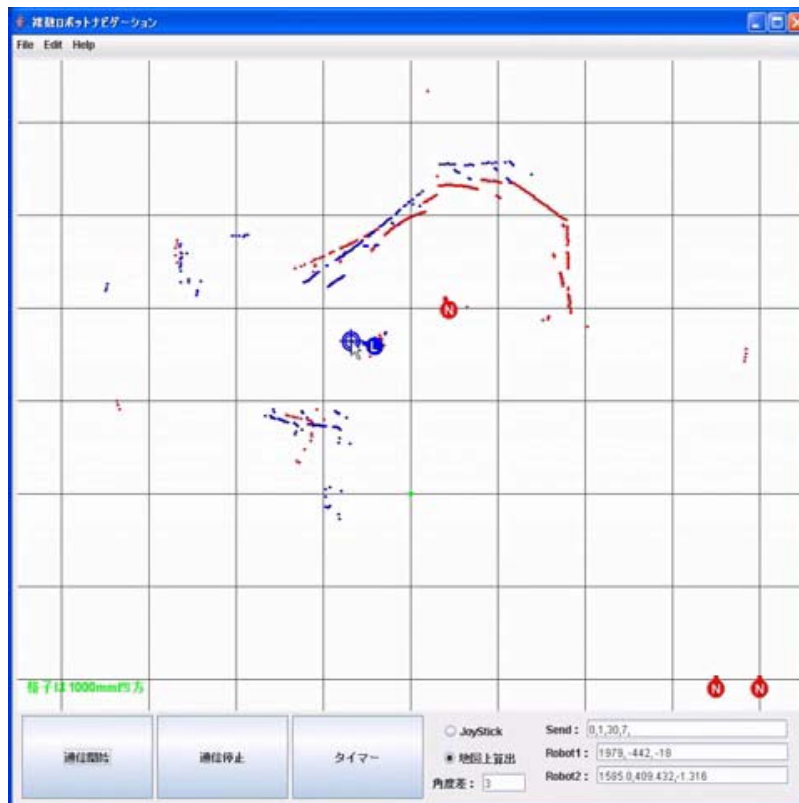 複数ロボットナビゲーション
File Edit Help
N
L
N N
格子は1000mm四方
通信開始 通信停止 タイマー
JoyStick
地図上算出
角度差： 3
Send : 0,1,30,7,
Robot1 : 1979, -442, -18
Robot2 : 1585.0,409.432,-1.316